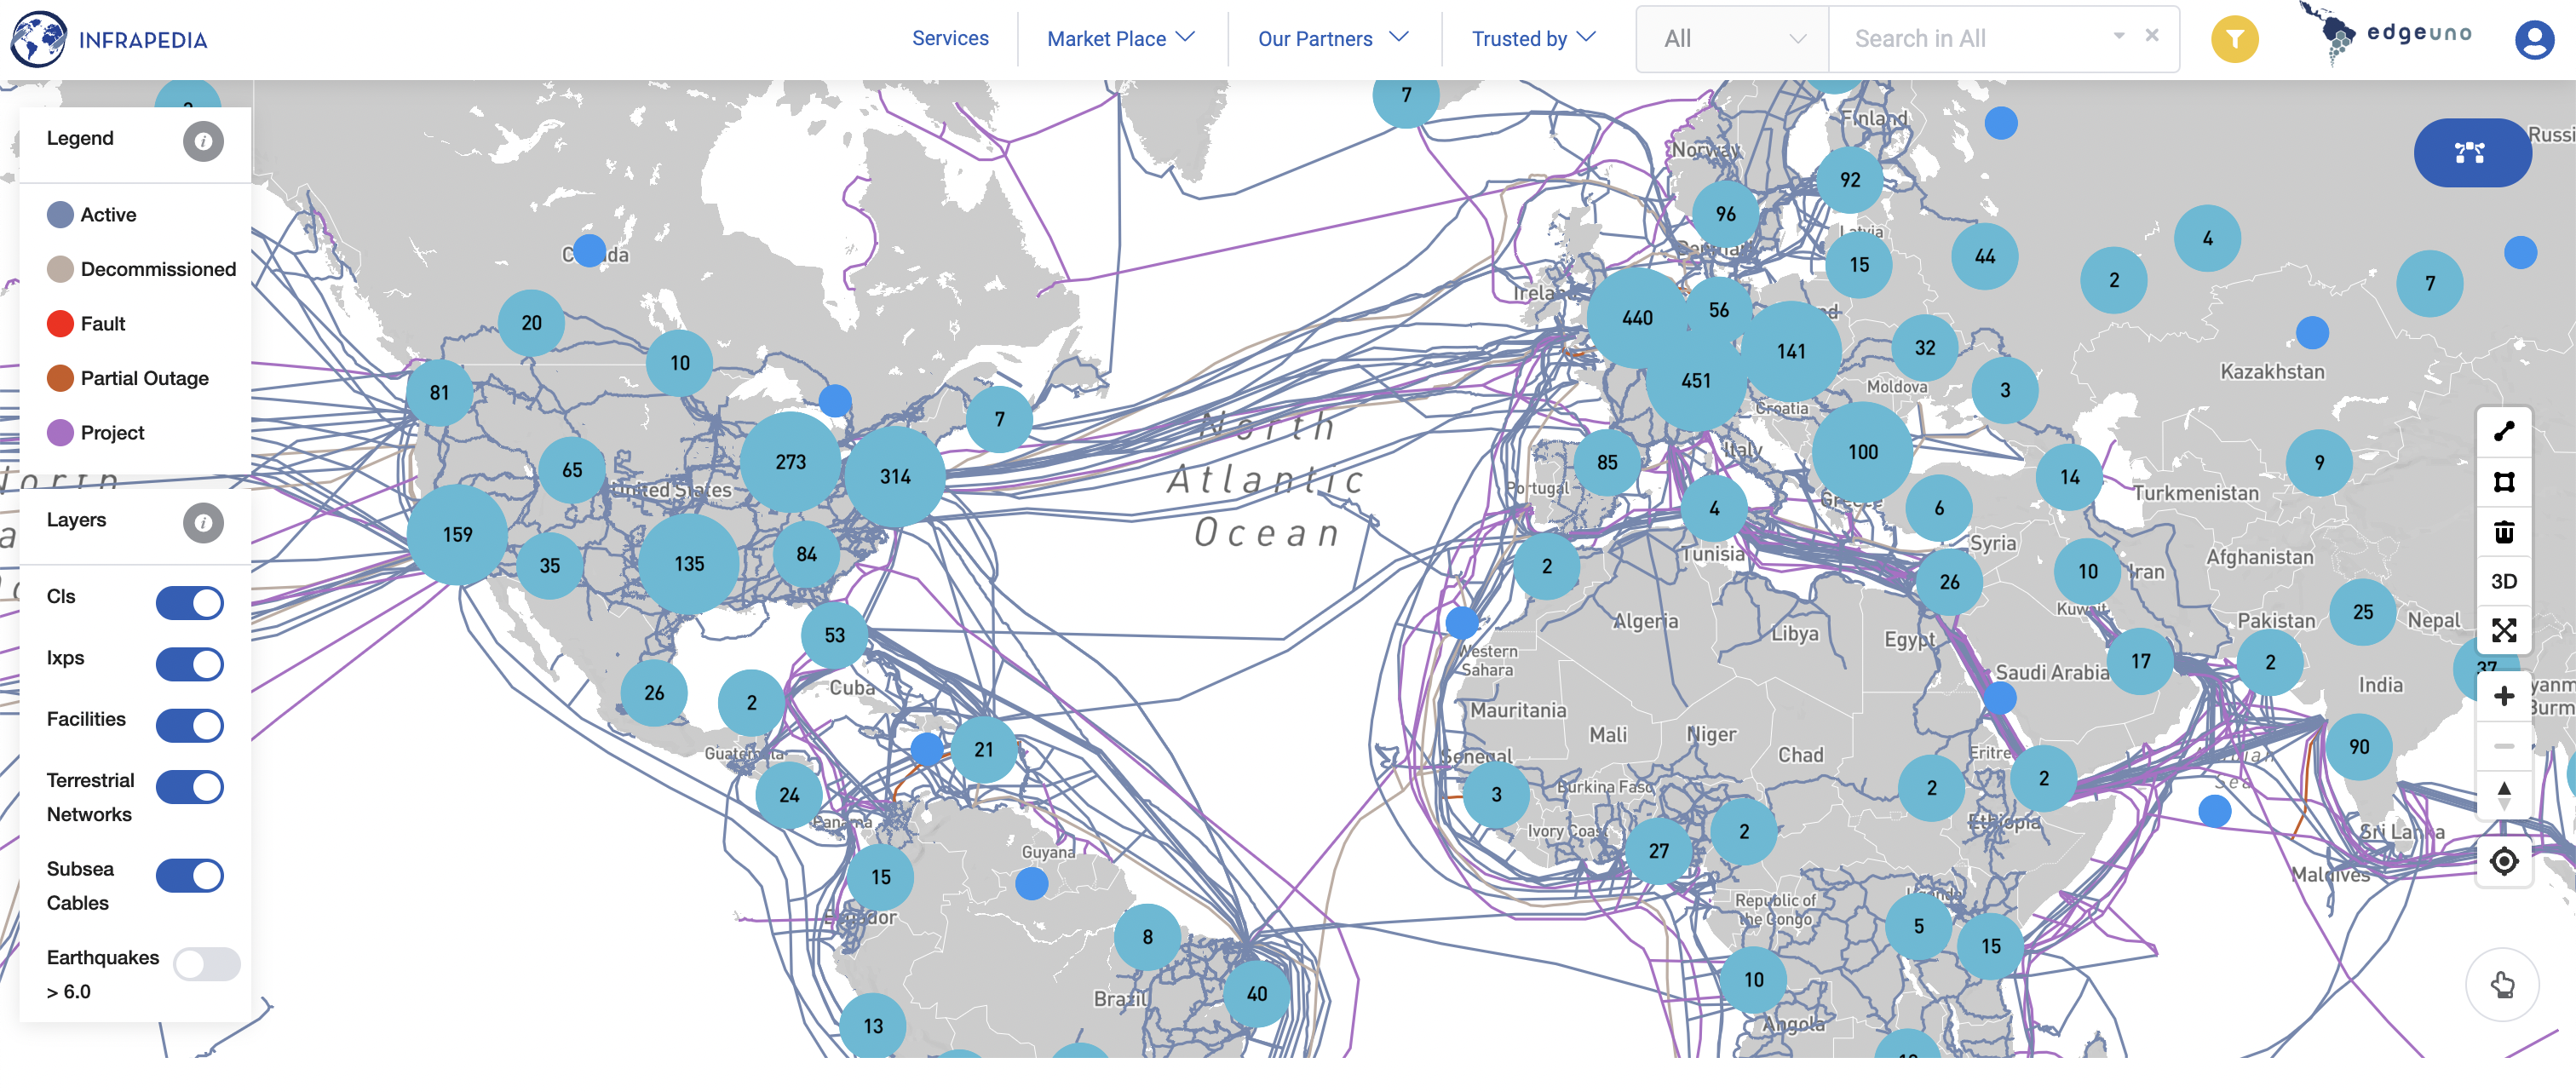 INFRAPEDIA
Services
Market Place
Our Partners
Trusted by
All
Search in All
edgeuno
Legend
Active
Decommissioned
Fault
Partial Outage
Project
Layers
Cls
Ixps
Facilities
Terrestrial
Networks
Subsea
Cables
Earthquakes
> 6.0
7
Finland
Russi
Norway
92
96
Latvia
4
15
44
2
7
Ireland
440
56
141
32
451
Moldova
3
Kazakhstan
Croatia
20
10
81
7
North
Atlantic
Ocean
65
273
314
United States
159
35
135
84
53
26
2
Cuba
21
Guatemala
24
Panama
15
Guyana
Ecuador
8
Brazil
40
13
85
Italy
100
Portugal
Greece
14
9
Turkmenistan
4
6
Tunisia
Syria
Afghanistan
2
26
10
Iran
Kuwait
25
Nepal
Pakistan
Algeria
Libya
Egypt
Western
Sahara
Saudi Arabia
17
2
37
India
Mauritania
Mali
Niger
Chad
Senegal
Eritre
90
3
Burkina Faso
2
2
Ethiopia
Ivory Coast
27
2
Sri Lanka
Maldives
Republic of
the Congo
5
15
10
Angola
3D